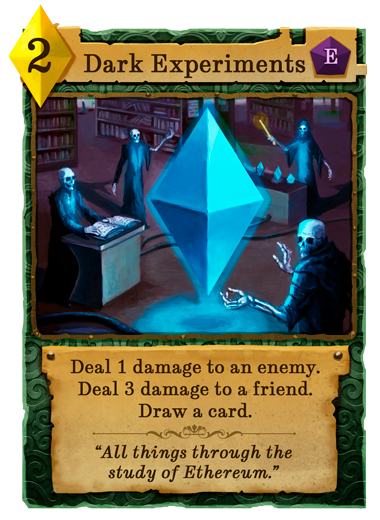 2
Dark Experiments
E
Deal 1 damage to an enemy.
Deal 3 damage to a friend.
Draw a card.
“All things through the
study of Ethereum.”